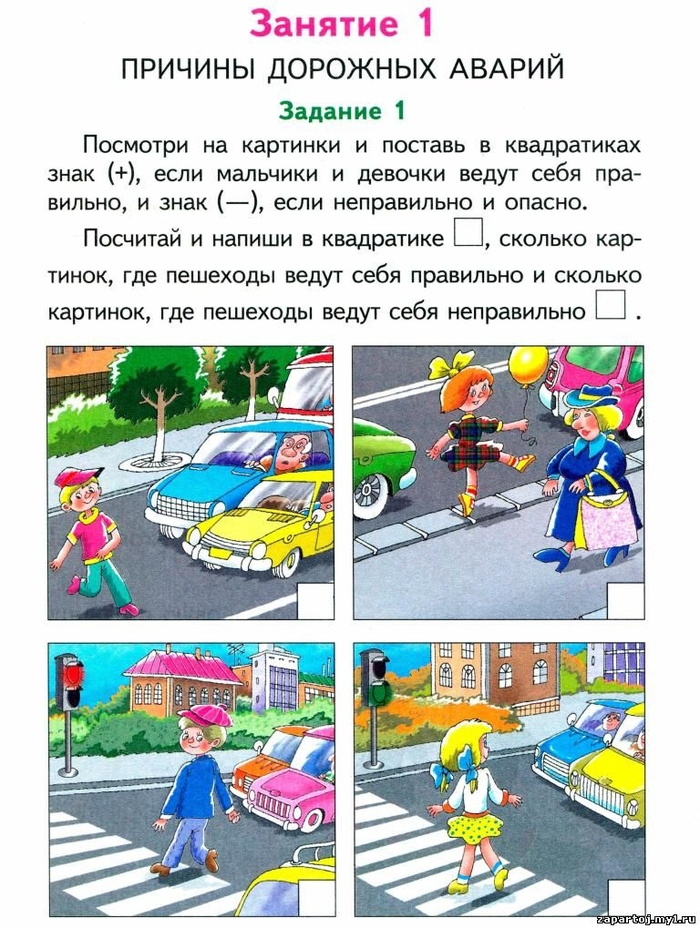 Занятие 1
ПРИЧИНЫ ДОРОЖНЫХ АВАРИЙ
Задание 1
Посмотри на картинки и поставь в квадратиках
знак (+), если мальчики и девочки ведут себя пра-
вильно, и знак (—), если неправильно и опасно.
Посчитай и напиши в квадратике □, сколько кар-
тинок, где пешеходы ведут себя правильно и сколько
картинок, где пешеходы ведут себя неправильно □ .
zapartoj.my1.ru